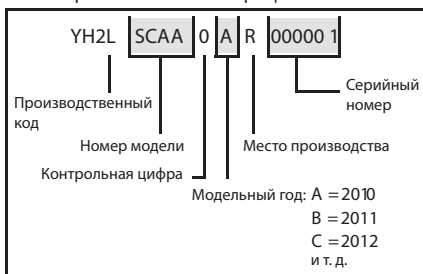 YH2L SCAA 0 A R 00000 1
Серийный
номер
Производственный
код
Номер модели
Место производства
Контрольная цифра
Модельный год: A = 2010
B = 2011
C = 2012
и т. д.